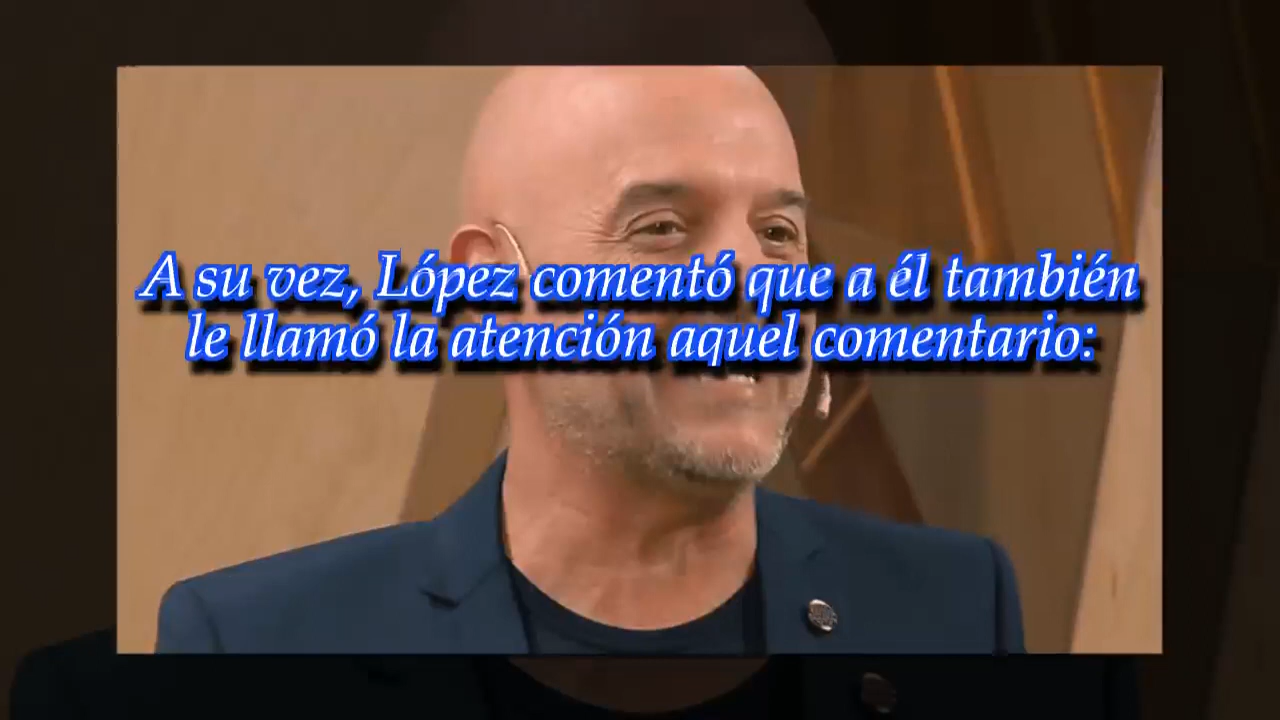 A su vez, López comentó que a él también
le llamó la atención aquel comentario: